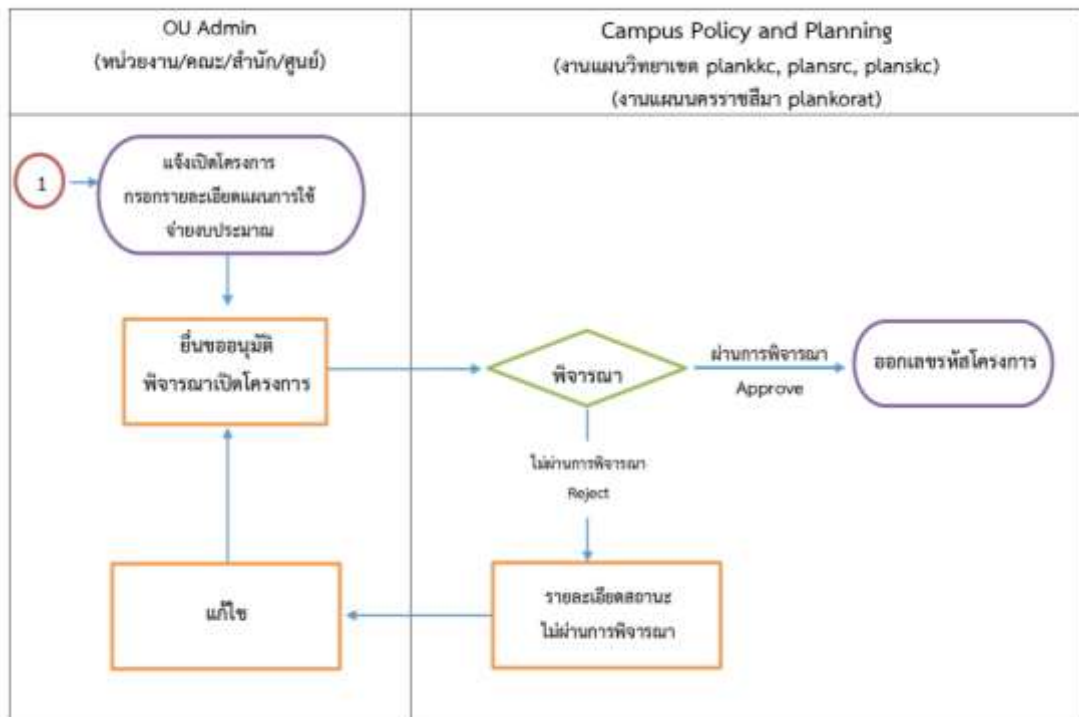 OU Admin
(หน่วยงาน/คณะ/สำนัก/ศูนย์)
Campus Policy and Planning
(งานแผนวิทยาเขต plankkc, plansrc, planskc)
(งานแผนนครราชสีมา plankorat)
1
แจ้งเปิดโครงการ
กรอกรายละเอียดแผนการใช้
จ่ายงบประมาณ
ยื่นขออนุมัติ
พิจารณาเปิดโครงการ
พิจารณา
ผ่านการพิจารณา
Approve
ออกเลขรหัสโครงการ
ไม่ผ่านการพิจารณา
Reject
แก้ไข
รายละเอียดสถานะ
ไม่ผ่านการพิจารณา